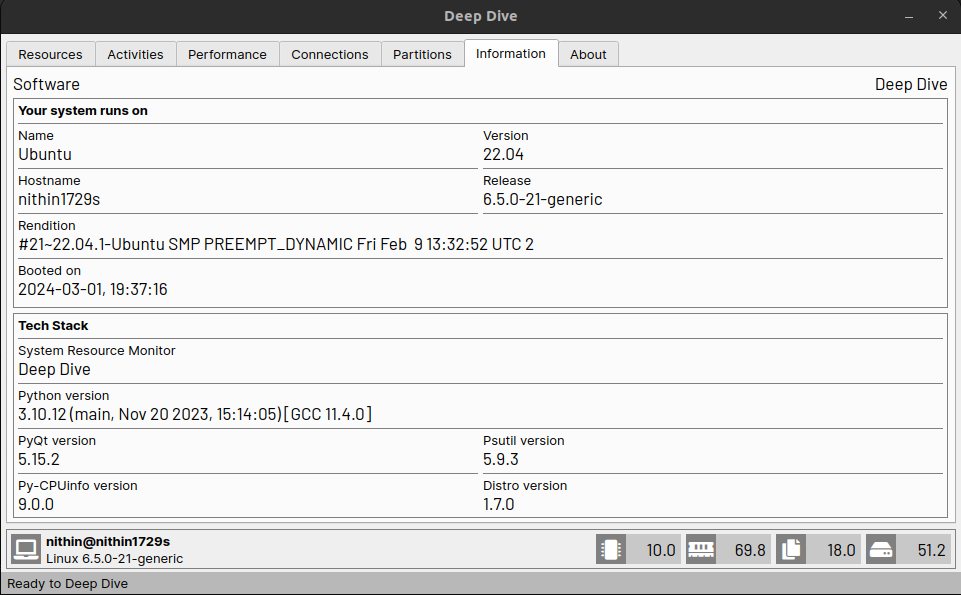 Deep Dive
Resources Activities Performance Connections Partitions Information About
Software Deep Dive
Your system runs on
Name Version
Ubuntu 22.04
Hostname Release
nithin1729s 6.5.0-21-generic
Rendition
#21~22.04.1-Ubuntu SMP PREEMPT_DYNAMIC Fri Feb  9 13:32:52 UTC 2
Booted on
2024-03-01, 19:37:16
Tech Stack
System Resource Monitor
Deep Dive
Python version
3.10.12 (main, Nov 20 2023, 15:14:05) [GCC 11.4.0]
PyQt version Psutil version
5.15.2 5.9.3
Py-CPUinfo version Distro version
9.0.0 1.7.0
nithin@nithin1729s
Linux 6.5.0-21-generic
10.0 69.8 18.0 51.2
Ready to Deep Dive